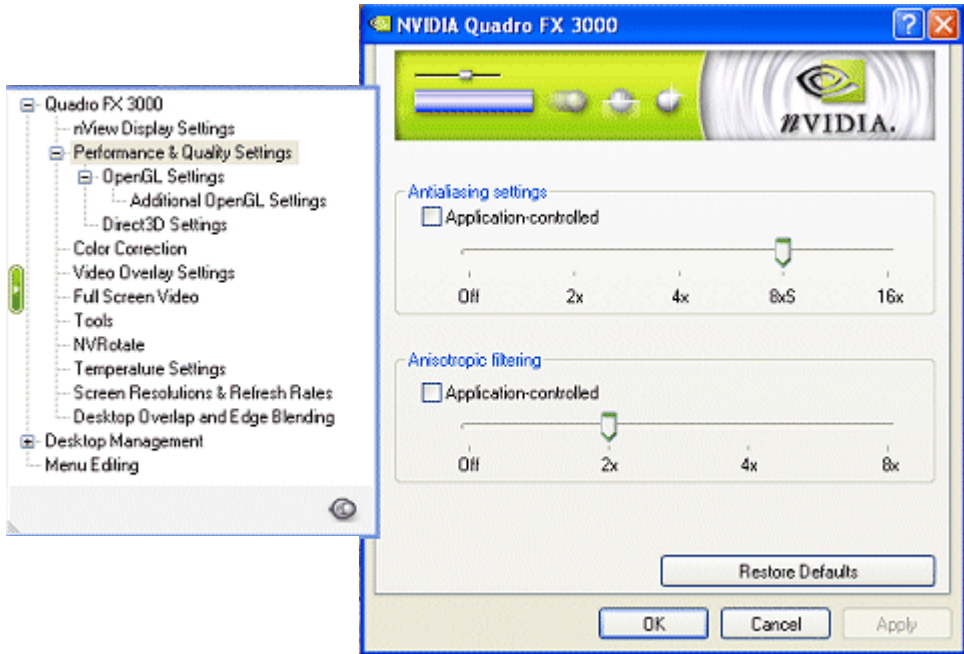 Quadro FX 3000
nView Display Settings
Performance & Quality Settings
OpenGL Settings
Additional OpenGL Settings
Direct3D Settings
Color Correction
Video Overlay Settings
Full Screen Video
Tools
NVRotate
Temperature Settings
Screen Resolutions & Refresh Rates
Desktop Overlap and Edge Blending
Desktop Management
Menu Editing
NVIDIA Quadro FX 3000
nVIDIA.
Antialiasing settings
Application-controlled
Off 2x 4x 8xS 16x
Anisotropic filtering
Application-controlled
Off 2x 4x 8x
Restore Defaults
OK Cancel Apply